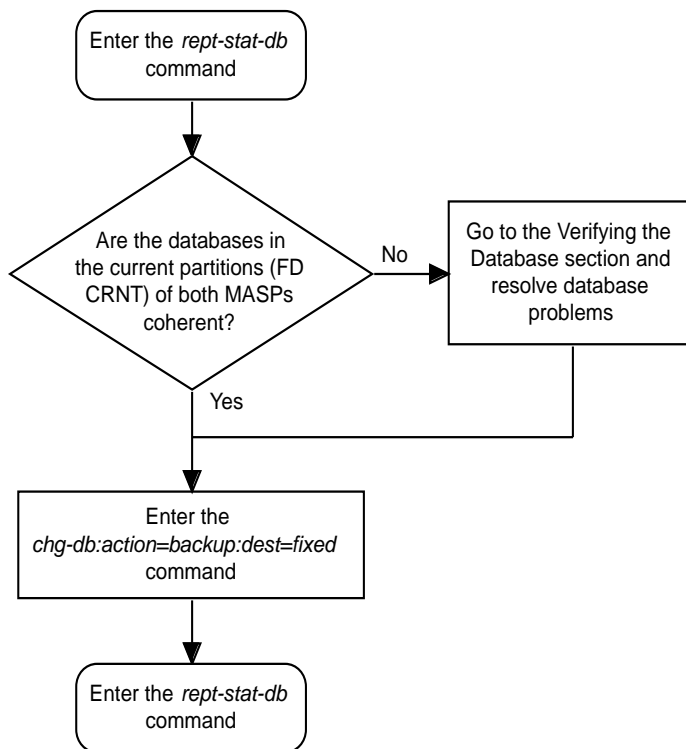 Enter the rept-stat-db
command
Are the databases in
the current partitions (FD
CRNT) of both MASPs
coherent?
No
Go to the Verifying the
Database section and
resolve database
problems
Yes
Enter the
chg-db:action=backup:dest=fixed
command
Enter the rept-stat-db
command